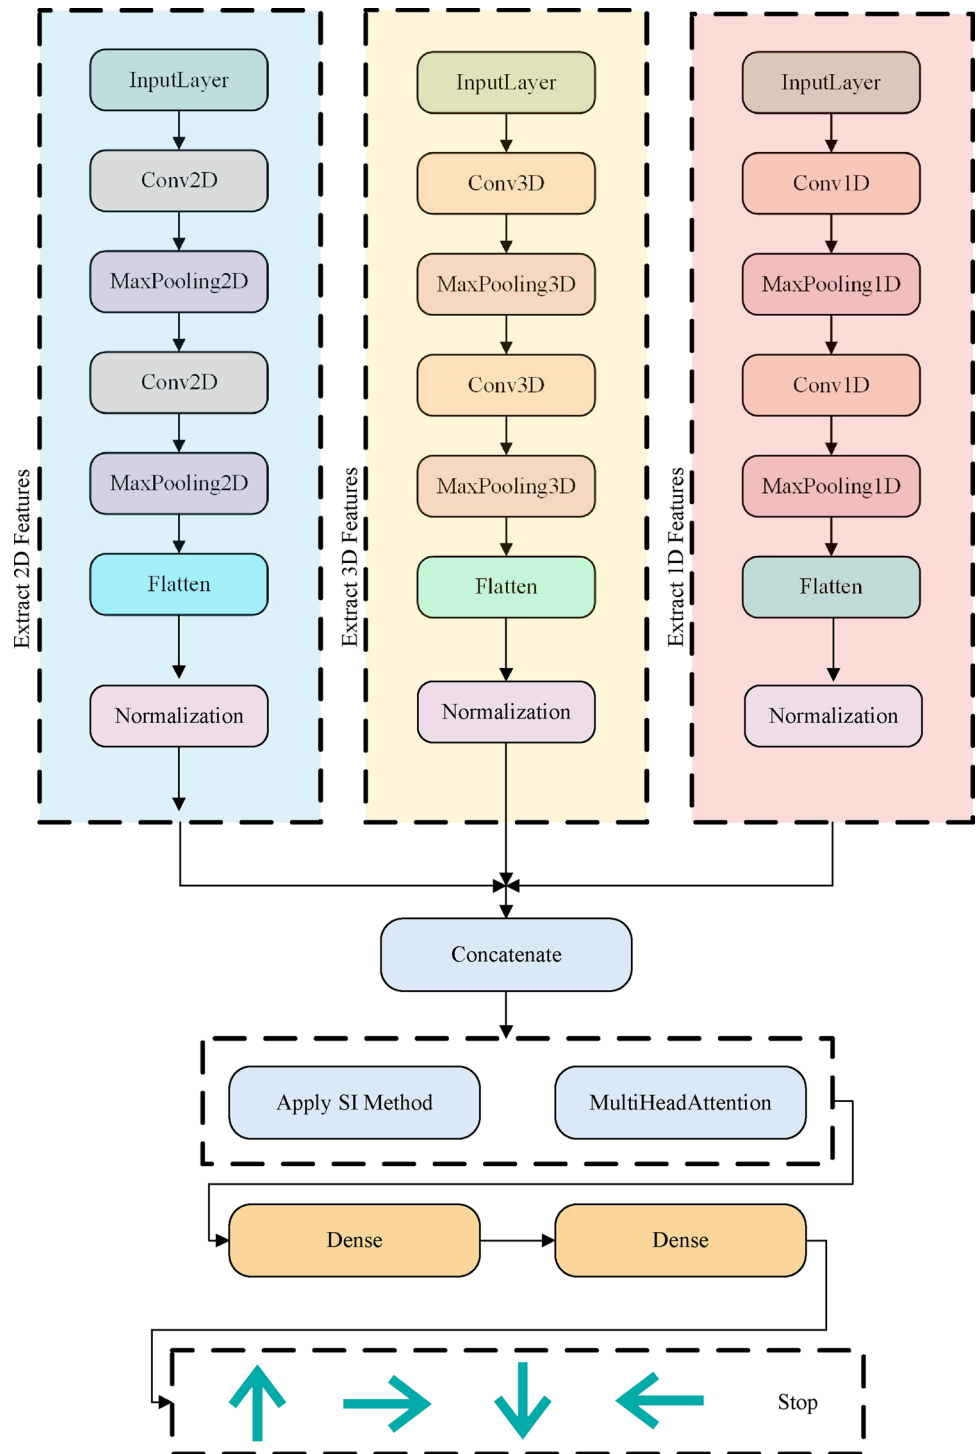 Extract 2D Features
InputLayer
Conv2D
MaxPooling2D
Conv2D
MaxPooling2D
Flatten
Normalization
Extract 3D Features
InputLayer
Conv3D
MaxPooling3D
Conv3D
MaxPooling3D
Flatten
Normalization
Extract 1D Features
InputLayer
Conv1D
MaxPooling1D
Conv1D
MaxPooling1D
Flatten
Normalization
Concatenate
Apply SI Method
MultiHeadAttention
Dense
Dense
Stop